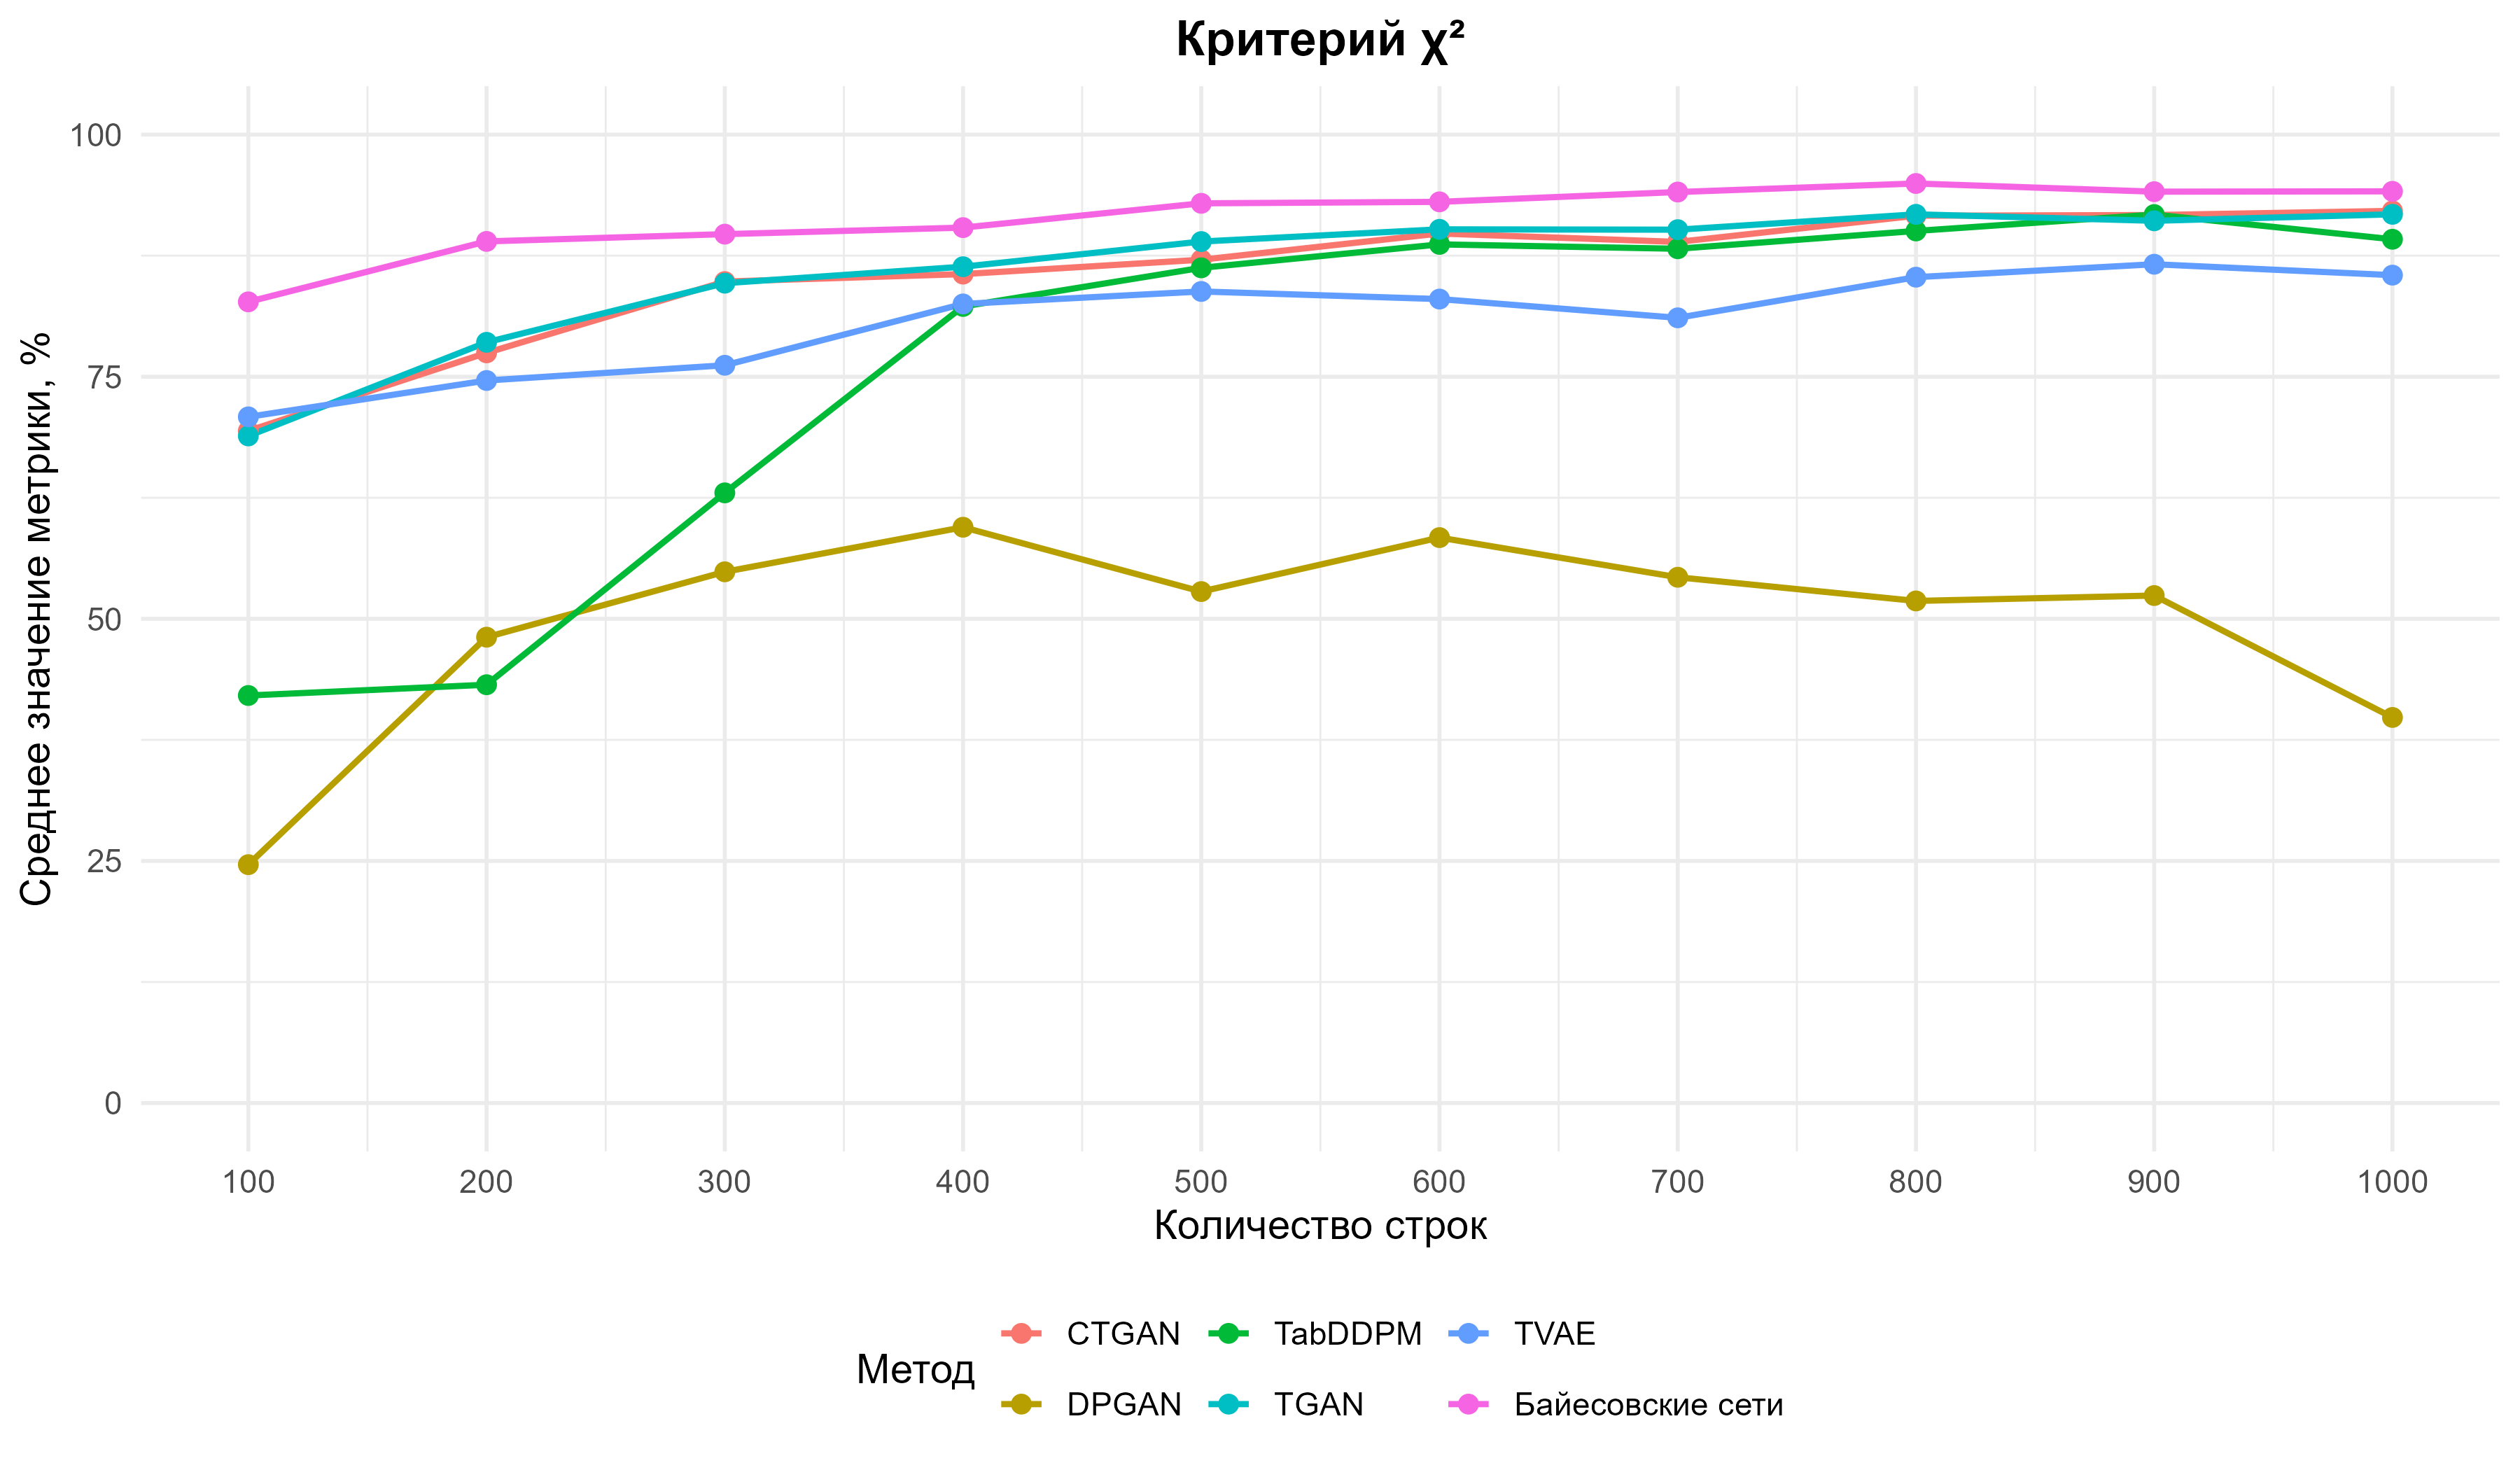 Критерий χ²
Среднее значение метрики, %
100
75
50
25
0
100 200 300 400 500 600 700 800 900 1000
Количество строк
Метод
CTGAN TabDDPM TVAE
DPGAN TGAN Байесовские сети